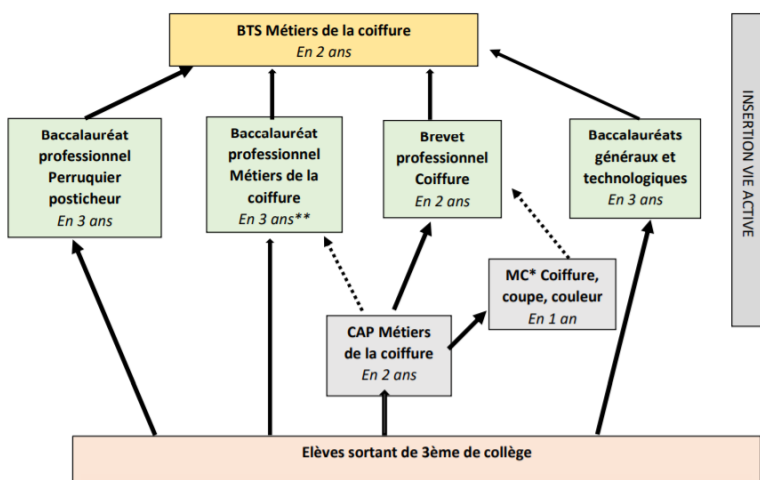 BTS Métiers de la coiffure
En 2 ans
INSERTION VIE ACTIVE
Baccalauréat
professionnel
Perruquier
posticheur
En 3 ans
Baccalauréat
professionnel
Métiers de la
coiffure
En 3 ans**
Brevet
professionnel
Coiffure
En 2 ans
Baccalauréats
généraux et
technologiques
En 3 ans
MC* Coiffure,
coupe, couleur
En 1 an
CAP Métiers
de la coiffure
En 2 ans
Elèves sortant de 3ème de collège